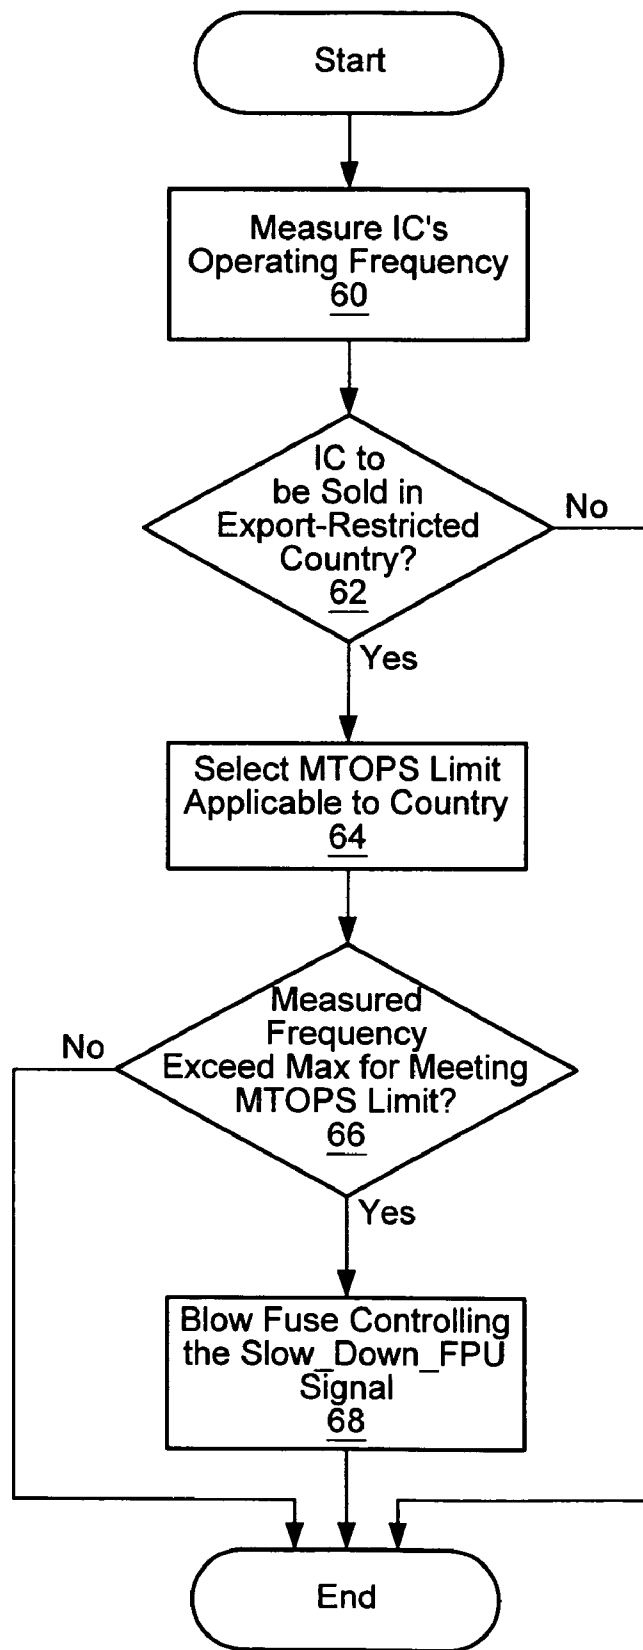 Start
Measure IC's
Operating Frequency
60
IC to
be Sold in
Export-Restricted
Country?
62
No
Yes
Select MTOPS Limit
Applicable to Country
64
Measured
Frequency
Exceed Max for Meeting
MTOPS Limit?
66
No
Yes
Blow Fuse Controlling
the Slow_Down_FPU
Signal
68
End